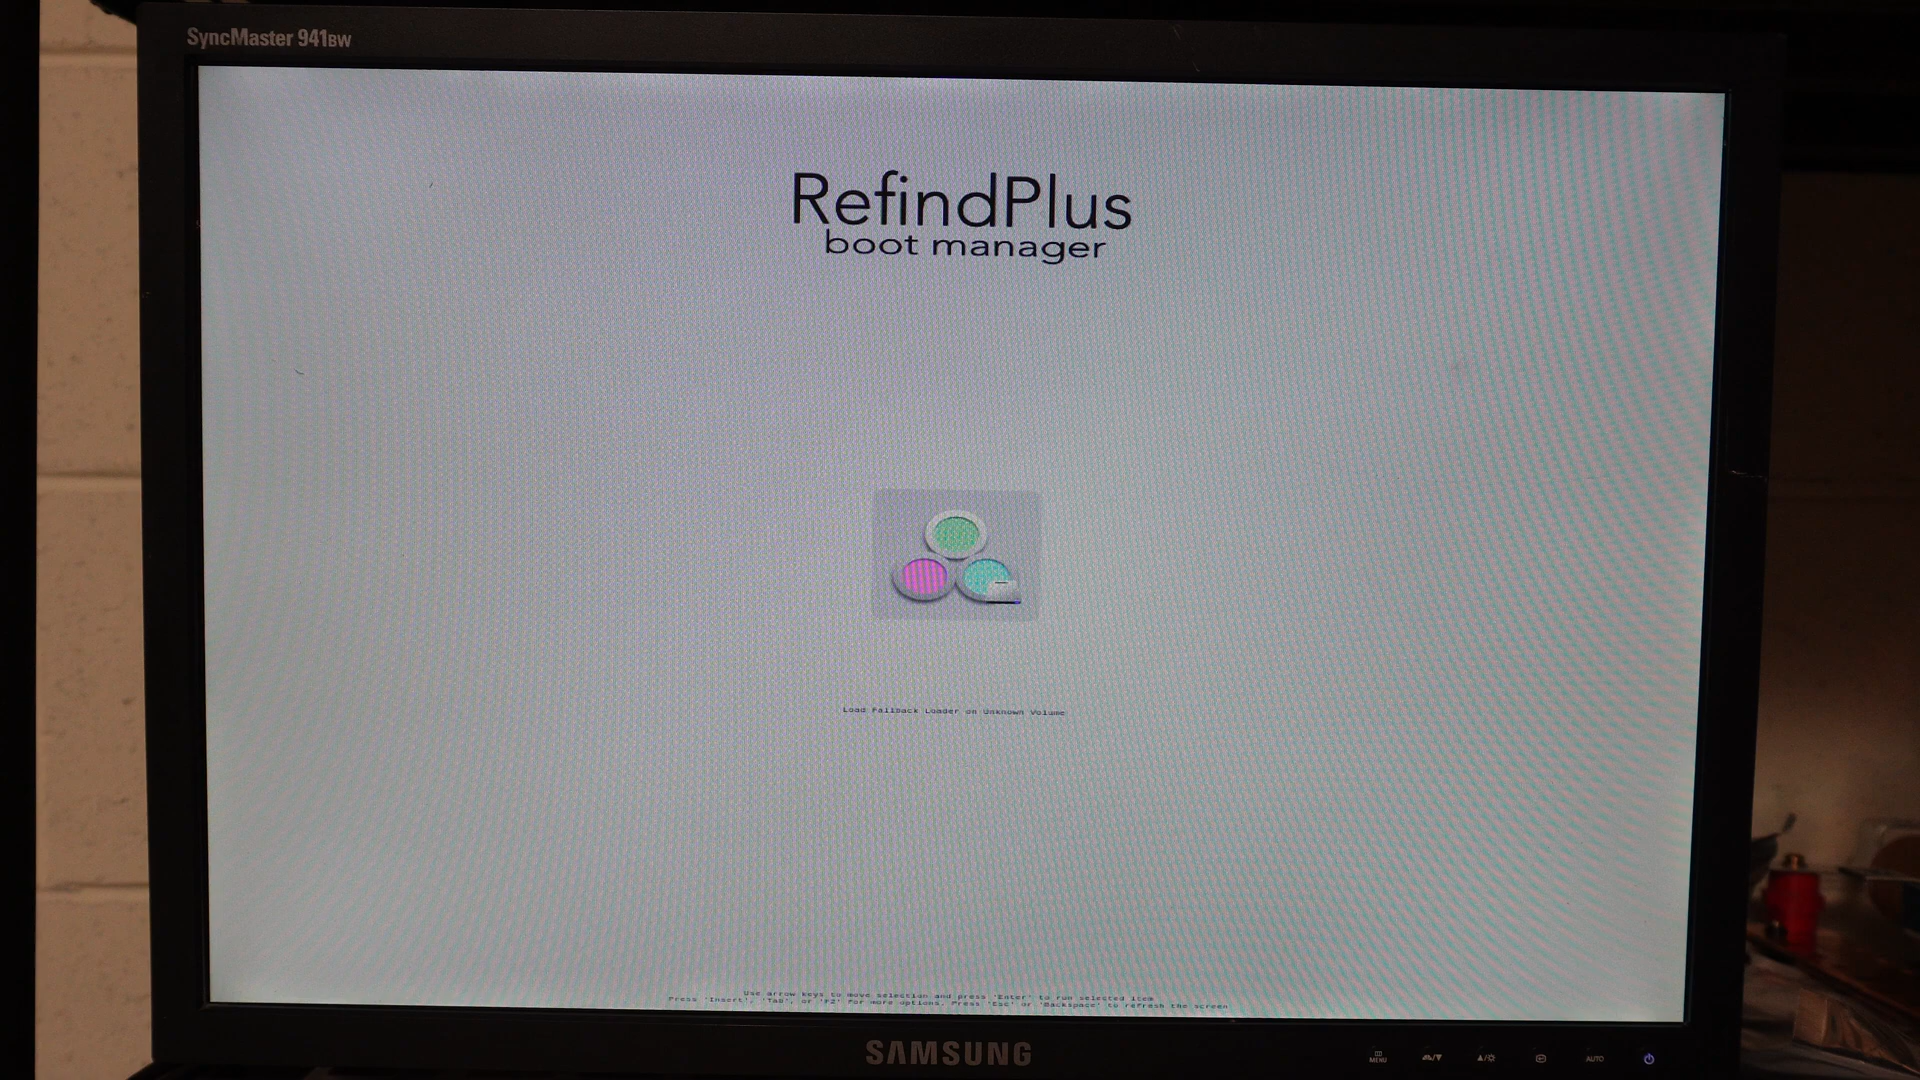 SyncMaster 941BW
RefindPlus
boot manager
Load Fallback Loader on Unknown Volume
Use arrow keys to move selection and press 'Enter' to run selected item
Press 'Insert', 'Tab', or 'F2' for more options. Press 'Esc' or 'Backspace' to refresh the screen
SAMSUNG
MENU
AUTO